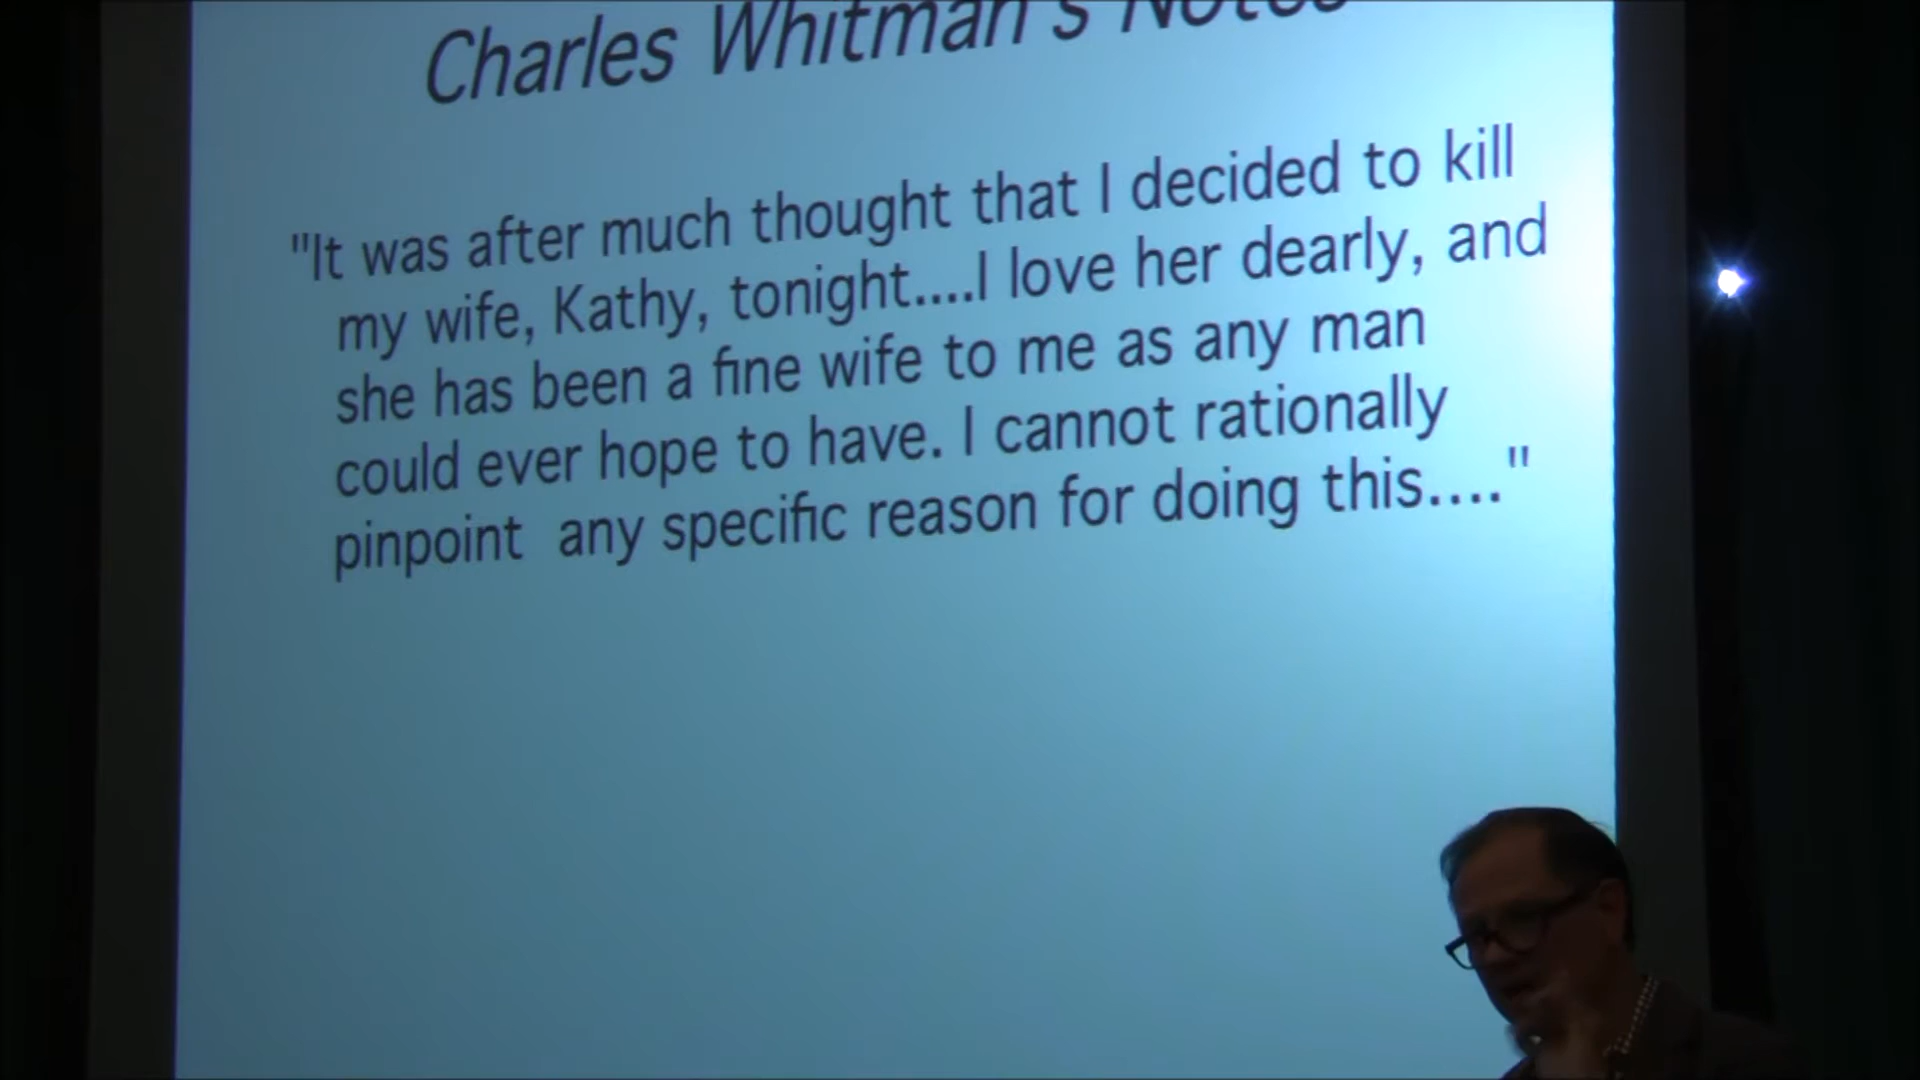 Charles Whitman's Notes
"It was after much thought that I decided to kill
my wife, Kathy, tonight....I love her dearly, and
she has been a fine wife to me as any man
could ever hope to have. I cannot rationally
pinpoint any specific reason for doing this...."